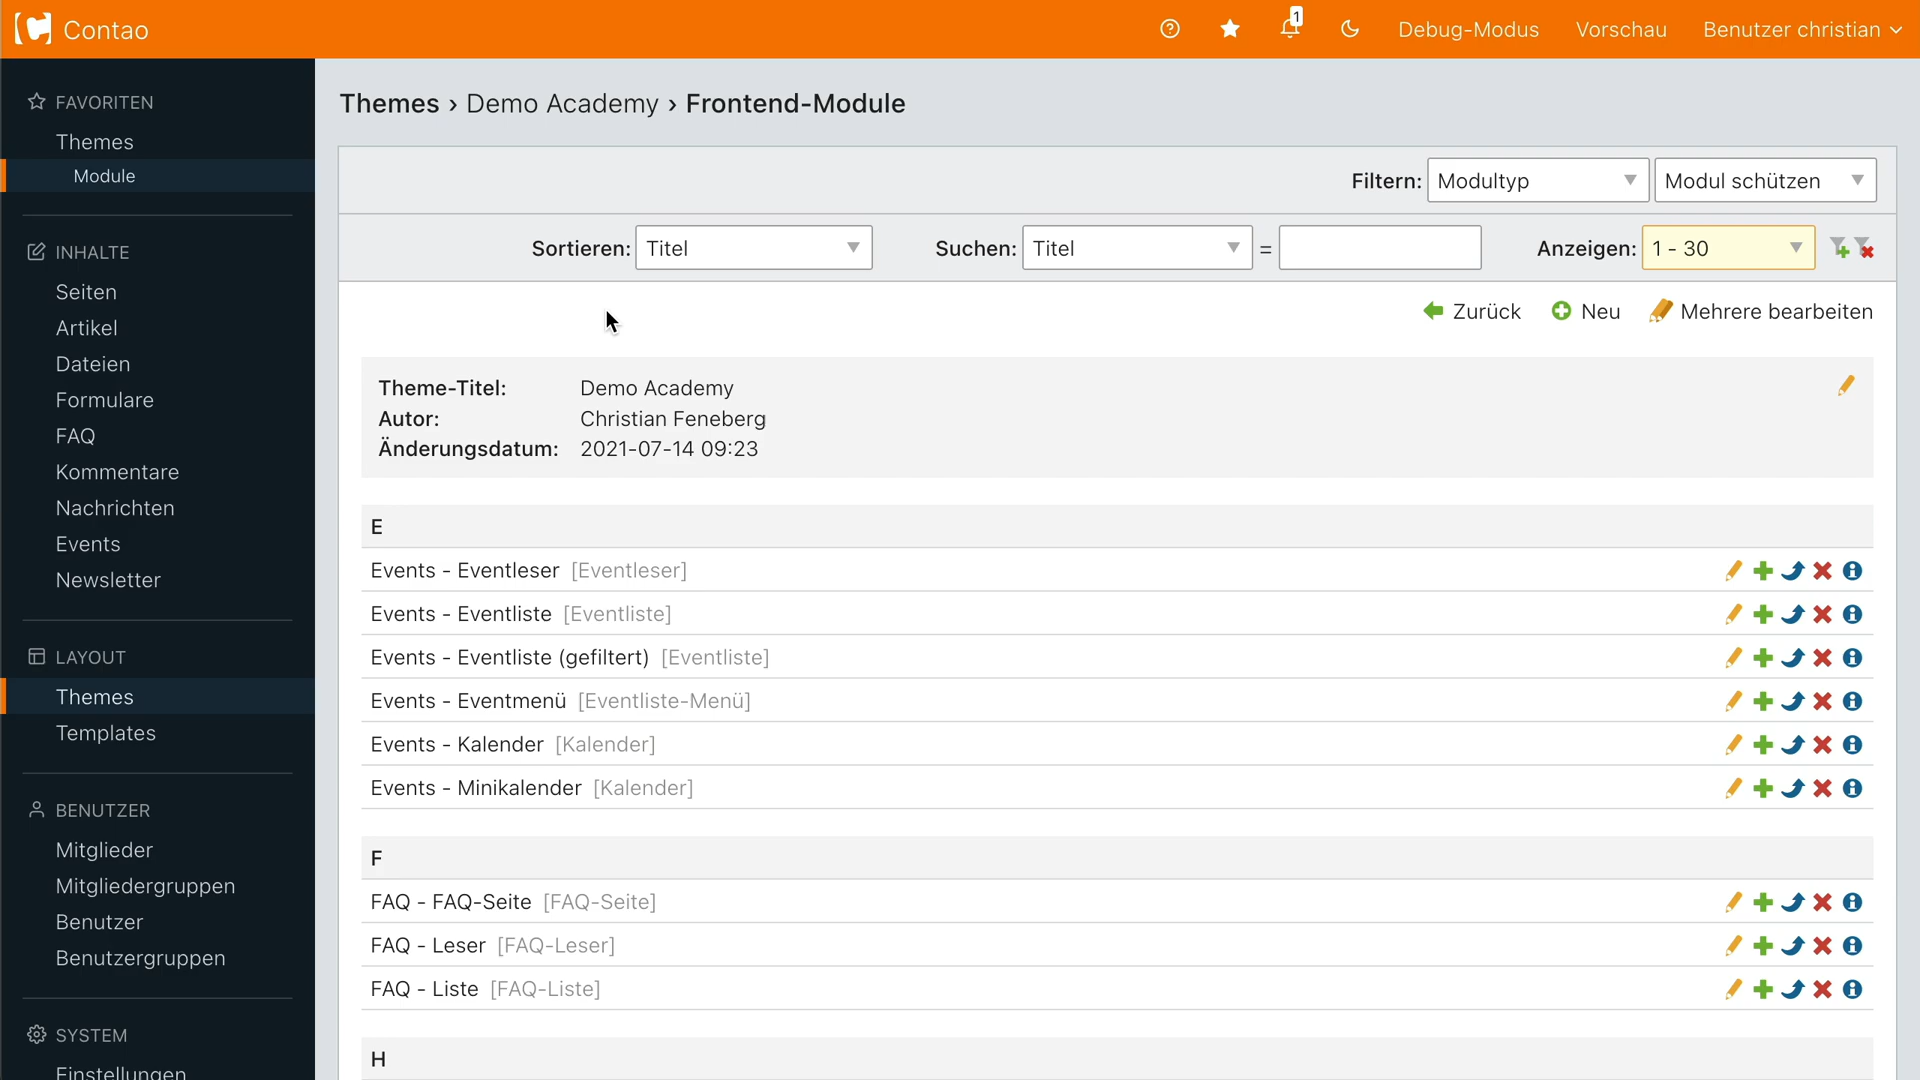 Contao
1
Debug-Modus
Vorschau
Benutzer christian
FAVORITEN
Themes
Module
INHALTE
Seiten
Artikel
Dateien
Formulare
FAQ
Kommentare
Nachrichten
Events
Newsletter
LAYOUT
Themes
Templates
BENUTZER
Mitglieder
Mitgliedergruppen
Benutzer
Benutzergruppen
SYSTEM
Einstellungen
Themes › Demo Academy › Frontend-Module
Filtern: Modultyp Modul schützen
Sortieren: Titel Suchen: Titel = Anzeigen: 1 - 30
Zurück Neu Mehrere bearbeiten
Theme-Titel: Demo Academy
Autor: Christian Feneberg
Änderungsdatum: 2021-07-14 09:23
E
Events - Eventleser [Eventleser]
Events - Eventliste [Eventliste]
Events - Eventliste (gefiltert) [Eventliste]
Events - Eventmenü [Eventliste-Menü]
Events - Kalender [Kalender]
Events - Minikalender [Kalender]
F
FAQ - FAQ-Seite [FAQ-Seite]
FAQ - Leser [FAQ-Leser]
FAQ - Liste [FAQ-Liste]
H